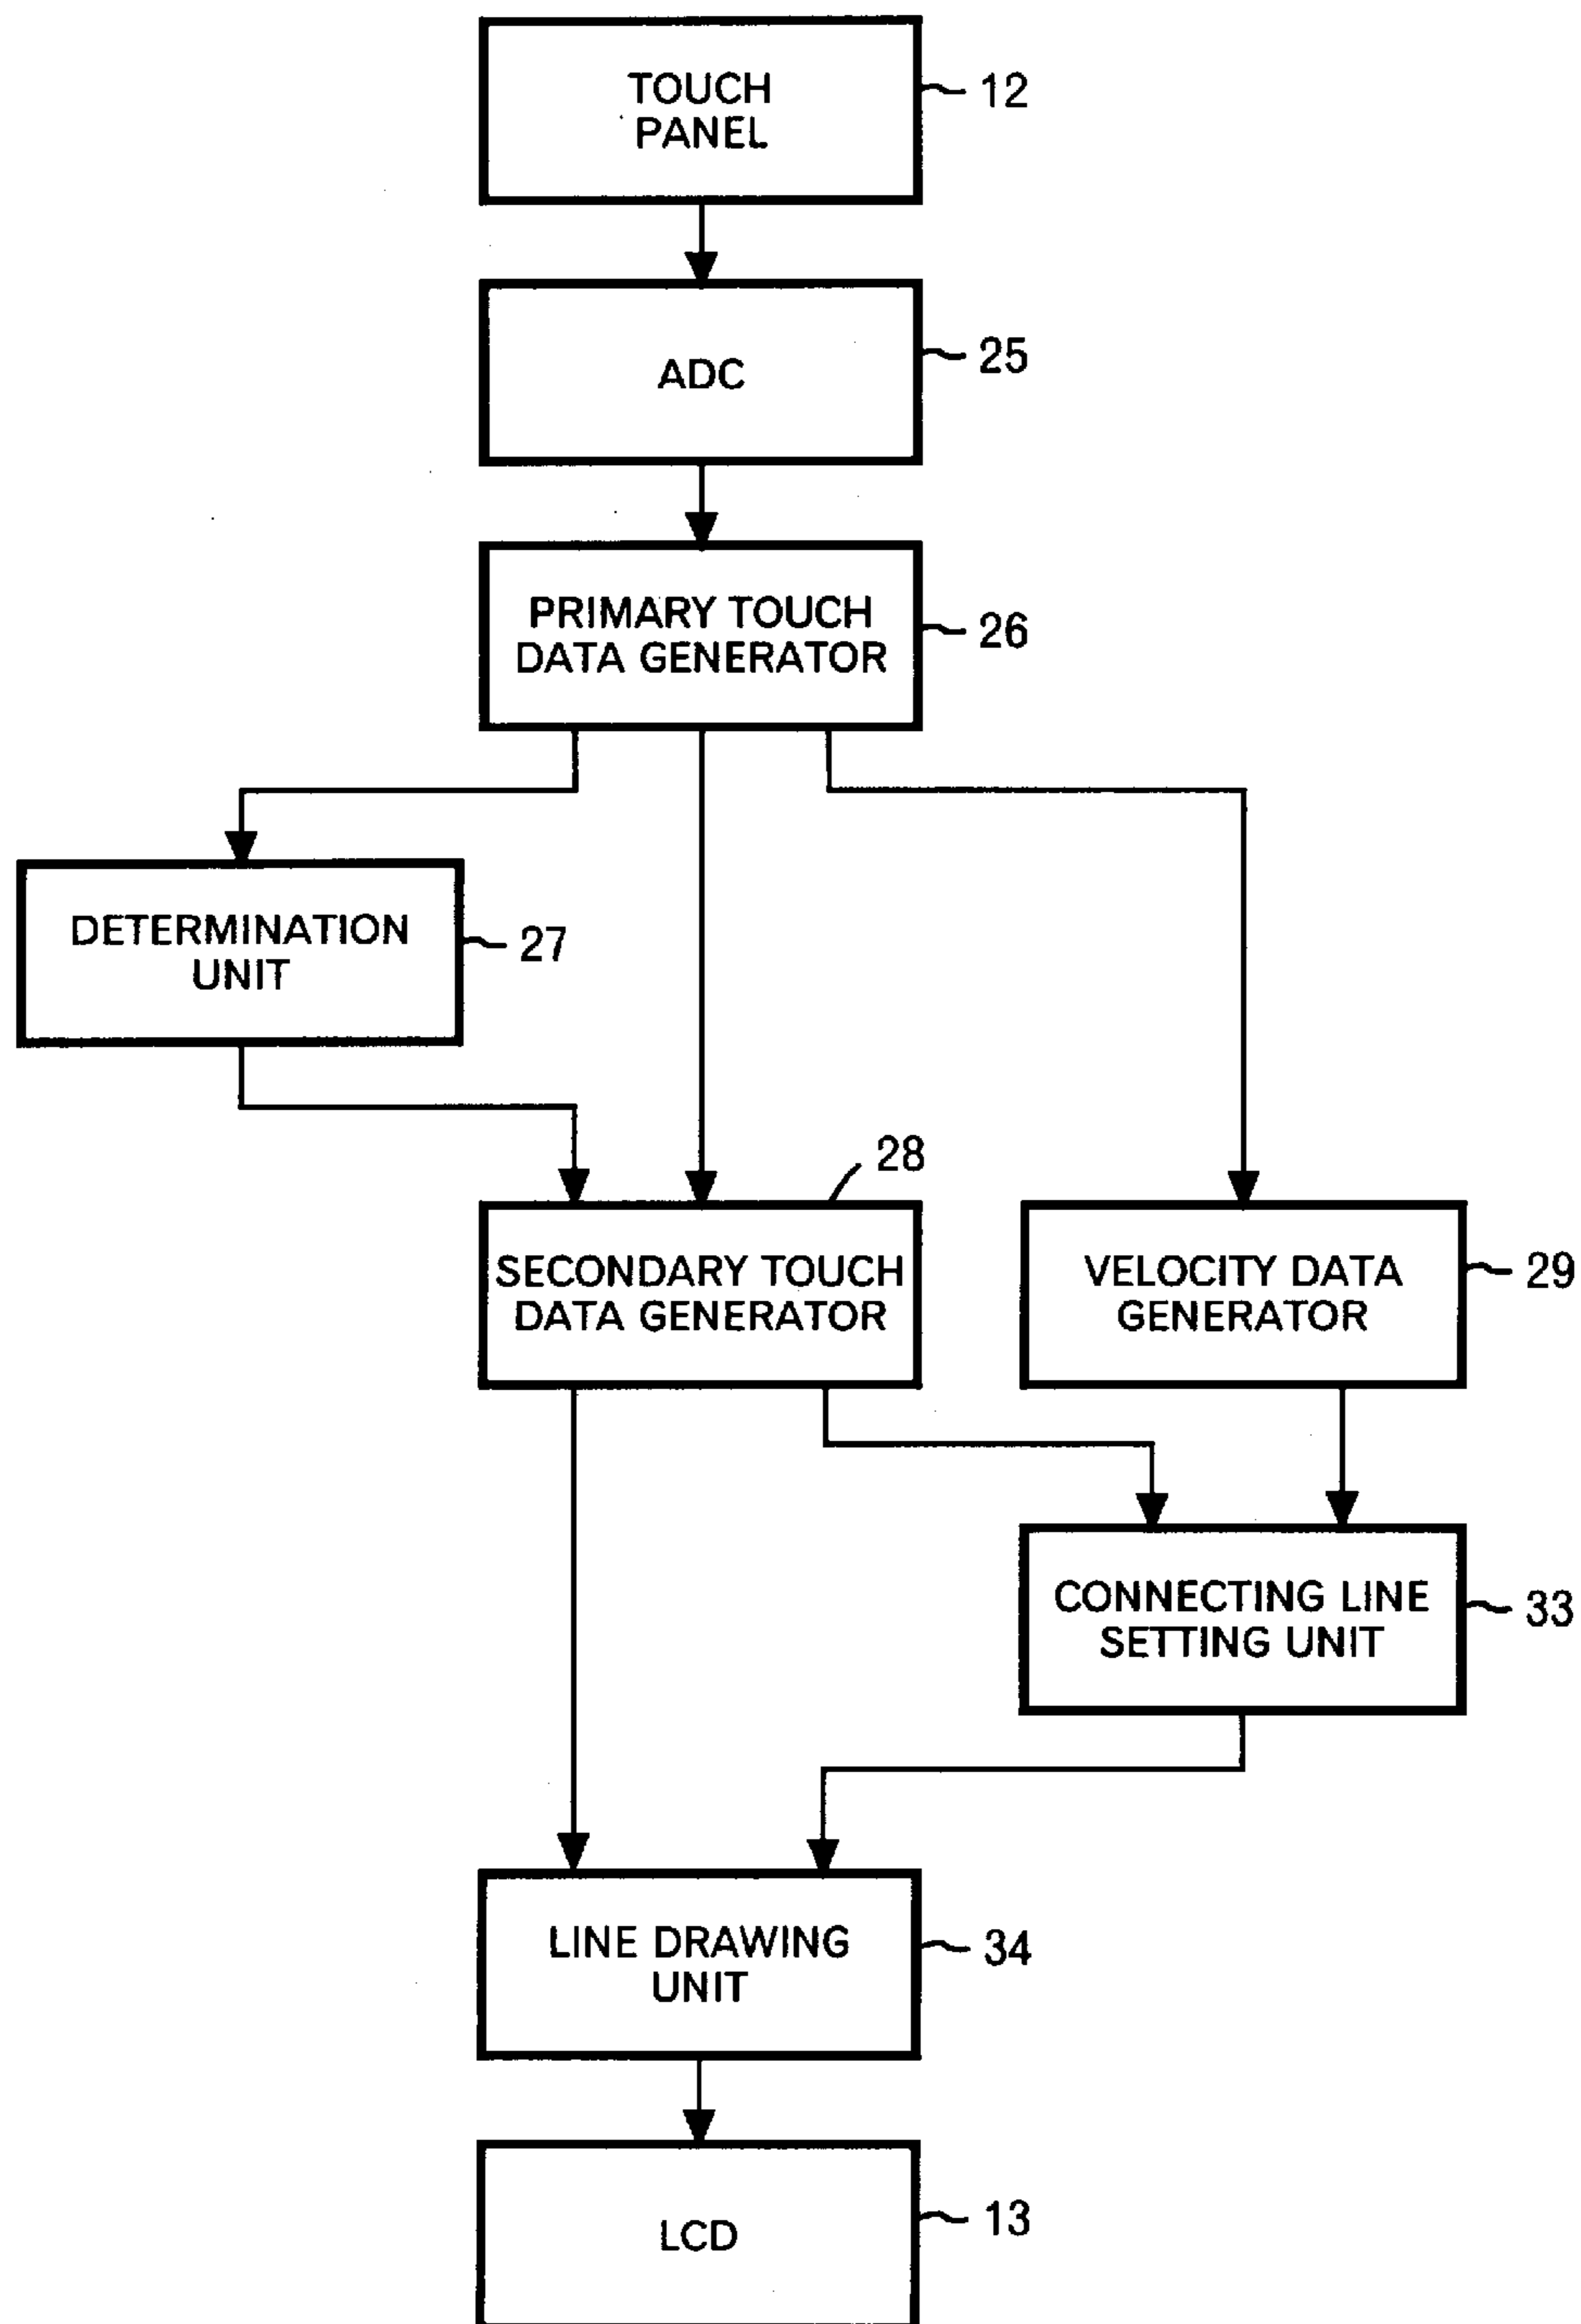 TOUCH
PANEL
12
ADC
25
PRIMARY TOUCH
DATA GENERATOR
26
DETERMINATION
UNIT
27
28
SECONDARY TOUCH
DATA GENERATOR
VELOCITY DATA
GENERATOR
29
CONNECTING LINE
SETTING UNIT
33
LINE DRAWING
UNIT
34
LCD
13